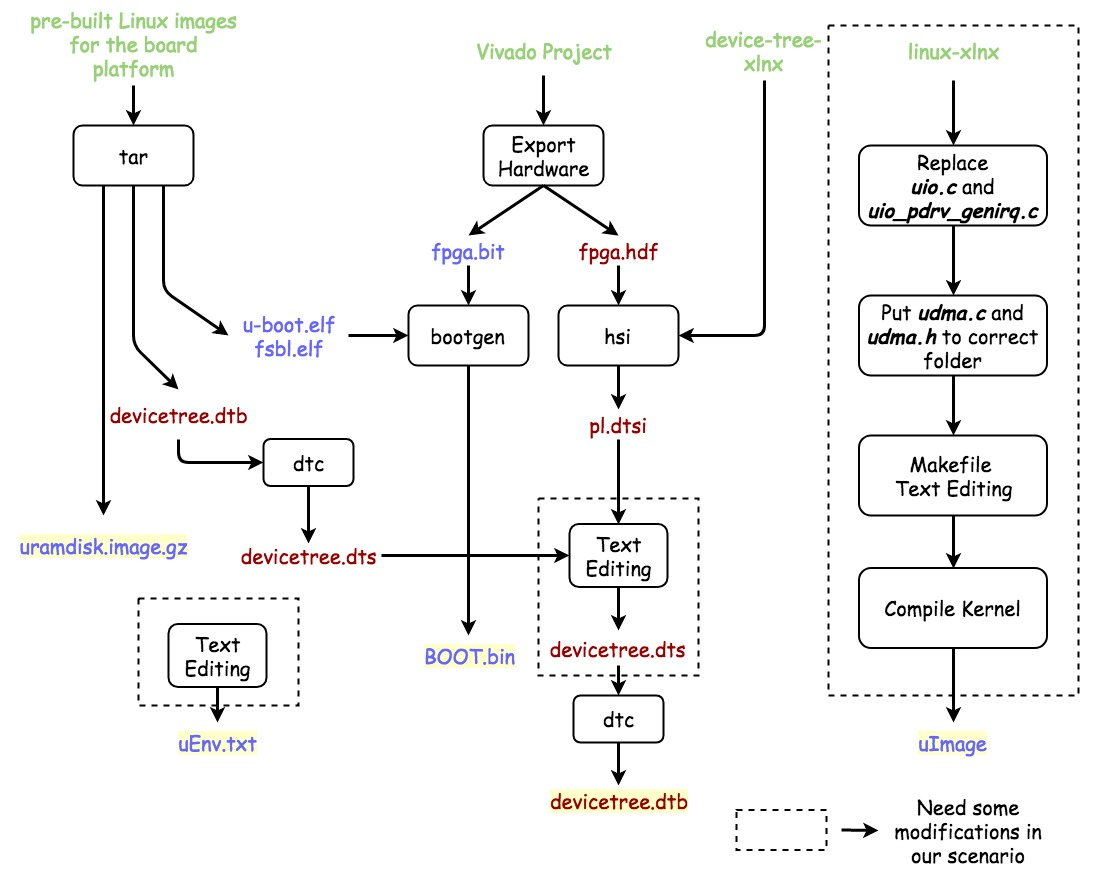 pre-built Linux images
for the board
platform
Vivado Project
device-tree-
xlnx
linux-xlnx
tar
Export
Hardware
Replace
uio.c and
uio_pdrv_genirq.c
fpga.bit
fpga.hdf
u-boot.elf
fsbl.elf
bootgen
hsi
Put udma.c and
udma.h to correct
folder
devicetree.dtb
pl.dtsi
dtc
Makefile
Text Editing
uramdisk.image.gz
devicetree.dts
Text
Editing
Compile Kernel
Text
Editing
BOOT.bin
devicetree.dts
dtc
uEnv.txt
uImage
devicetree.dtb
Need some
modifications in
our scenario